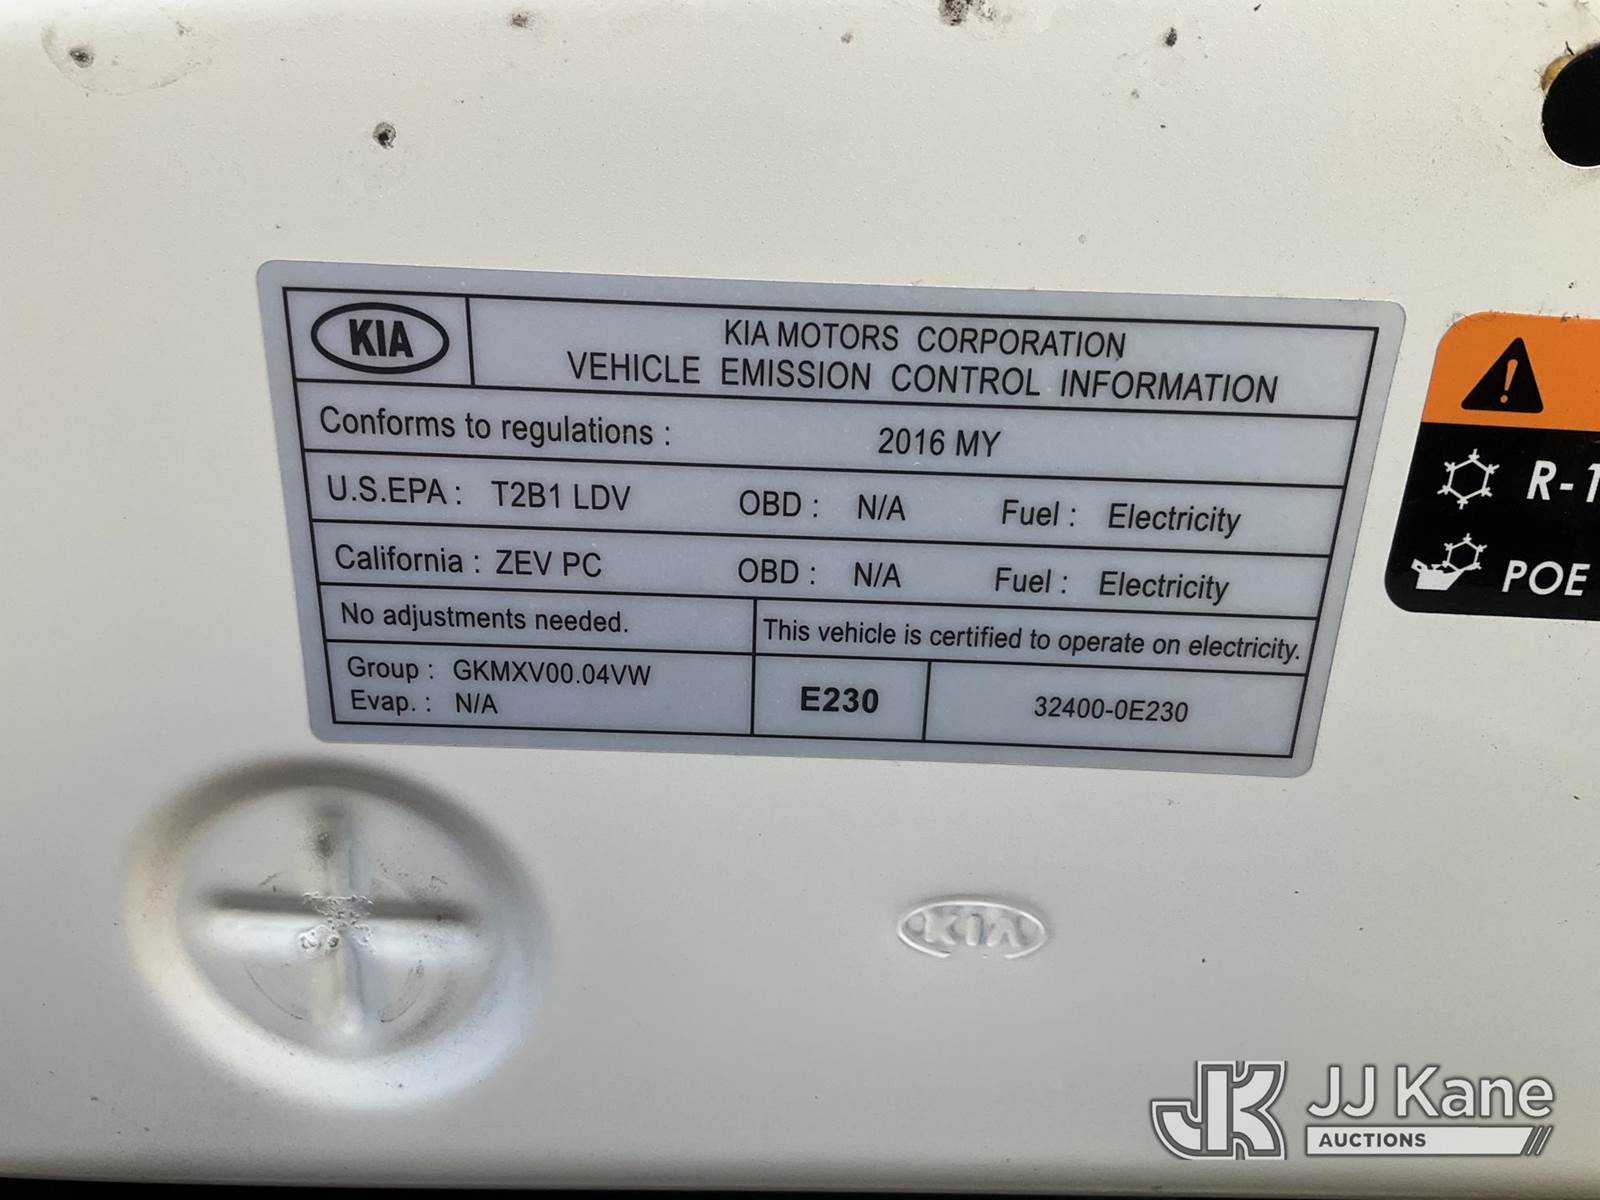 KIA
KIA MOTORS CORPORATION
VEHICLE EMISSION CONTROL INFORMATION
Conforms to regulations : 2016 MY
U.S.EPA : T2B1 LDV OBD : N/A Fuel : Electricity
California : ZEV PC OBD : N/A Fuel : Electricity
No adjustments needed.
This vehicle is certified to operate on electricity.
Group : GKMXV00.04VW
Evap. : N/A
E230
32400-0E230
POE
KIA
JK JJ Kane
AUCTIONS